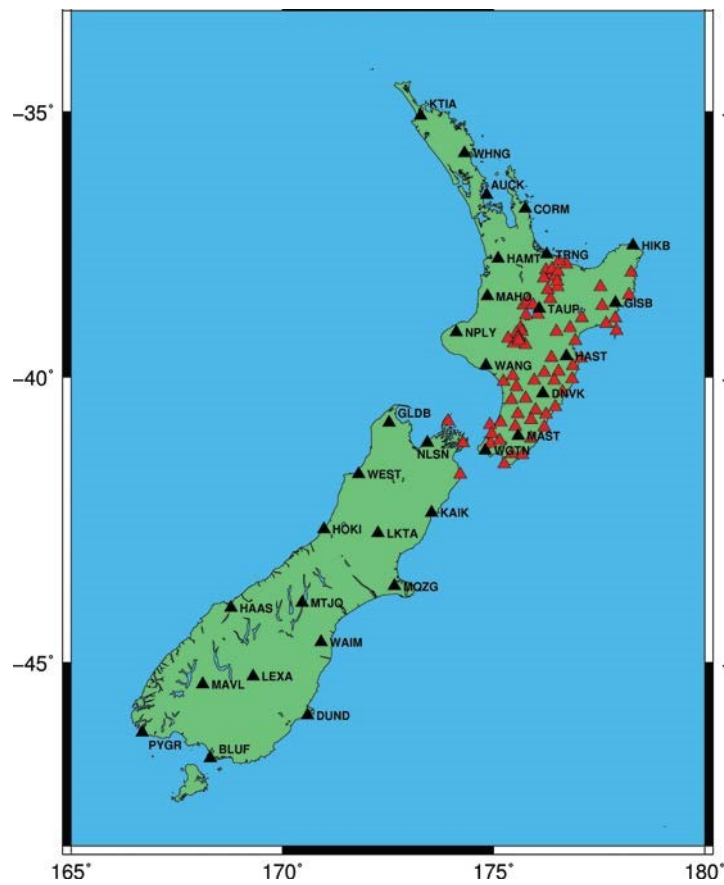 KTIA
-35°
WHNG
AUCK
CORM
HIKB
TRNG
HAMT
MAHO
GISB
TAUP
NPLY
HAST
WANG
-40°
DNVK
GLDB
MAST
NLSN
WGTN
WEST
KAIK
HOKI
LKTA
MQZG
MTJO
HAAS
WAIM
-45°
LEXA
MAVL
DUND
PYGR
BLUF
165°
170°
175°
180°